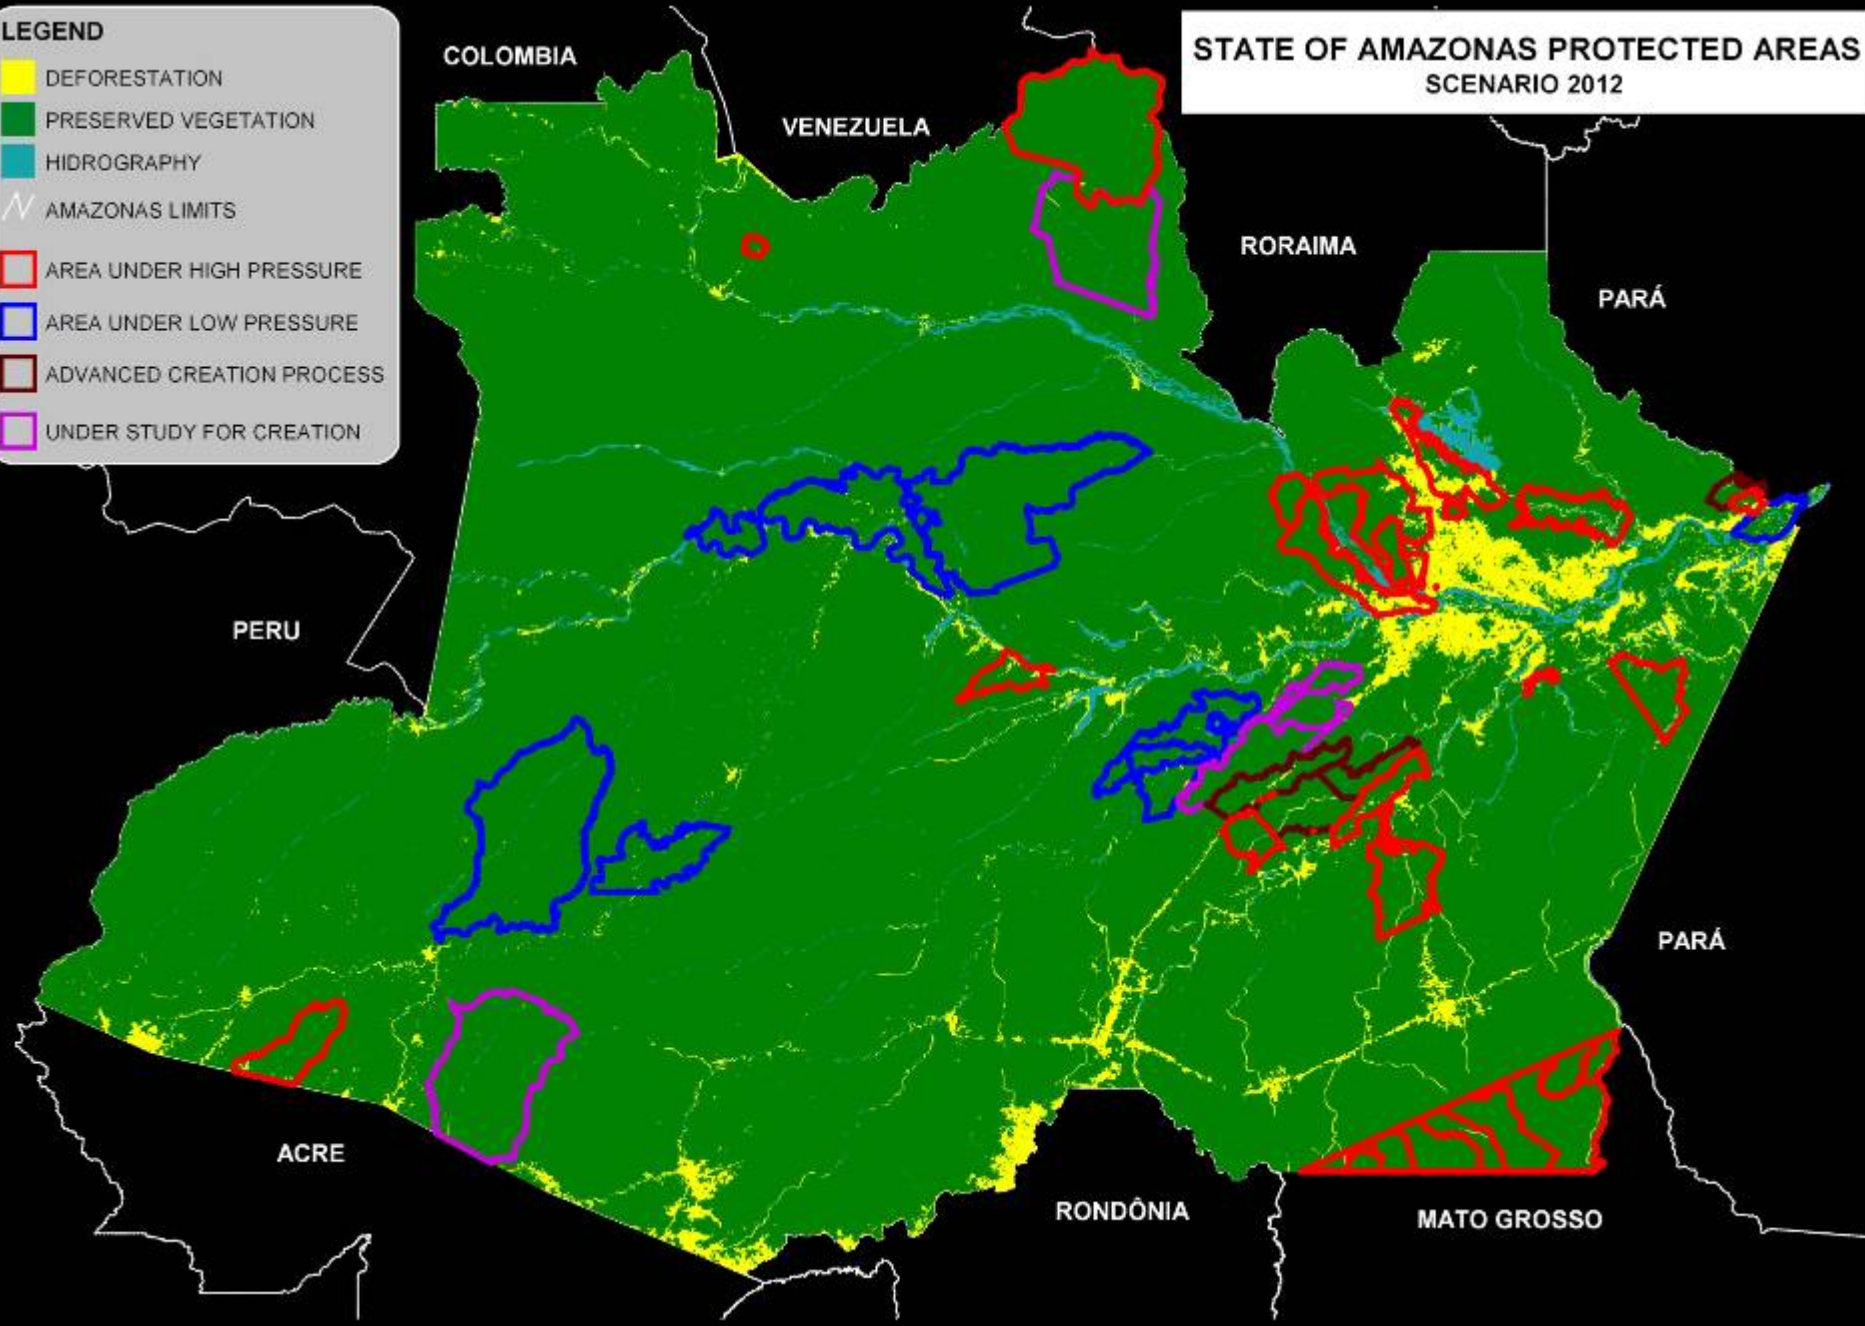 LEGEND
DEFORESTATION
PRESERVED VEGETATION
HIDROGRAPHY
AMAZONAS LIMITS
AREA UNDER HIGH PRESSURE
AREA UNDER LOW PRESSURE
ADVANCED CREATION PROCESS
UNDER STUDY FOR CREATION
STATE OF AMAZONAS PROTECTED AREAS
SCENARIO 2012
COLOMBIA
VENEZUELA
RORAIMA
PARÁ
PERU
PARÁ
ACRE
RONDÔNIA
MATO GROSSO